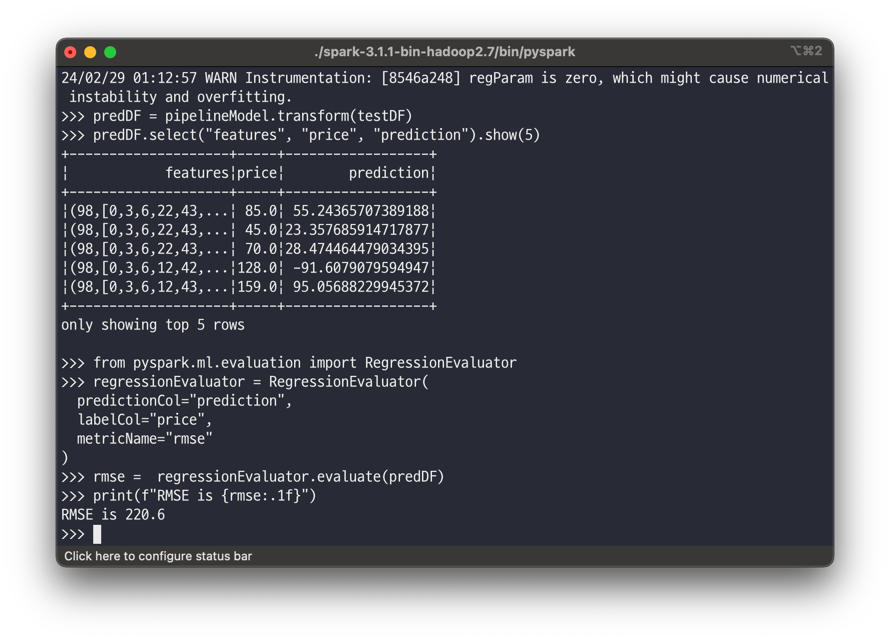 ./spark-3.1.1-bin-hadoop2.7/bin/pyspark
⌥⌘2
24/02/29 01:12:57 WARN Instrumentation: [8546a248] regParam is zero, which might cause numerical
 instability and overfitting.
>>> predDF = pipelineModel.transform(testDF)
>>> predDF.select("features", "price", "prediction").show(5)
+--------------------+-----+------------------+
¦            features¦price¦        prediction¦
+--------------------+-----+------------------+
¦(98,[0,3,6,22,43,...¦ 85.0¦ 55.24365707389188¦
¦(98,[0,3,6,22,43,...¦ 45.0¦23.357685914717877¦
¦(98,[0,3,6,22,43,...¦ 70.0¦28.474464479034395¦
¦(98,[0,3,6,12,42,...¦128.0¦ -91.6079079594947¦
¦(98,[0,3,6,12,43,...¦159.0¦ 95.05688229945372¦
+--------------------+-----+------------------+
only showing top 5 rows
>>> from pyspark.ml.evaluation import RegressionEvaluator
>>> regressionEvaluator = RegressionEvaluator(
  predictionCol="prediction",
  labelCol="price",
  metricName="rmse"
)
>>> rmse =  regressionEvaluator.evaluate(predDF)
>>> print(f"RMSE is {rmse:.1f}")
RMSE is 220.6
>>>
Click here to configure status bar